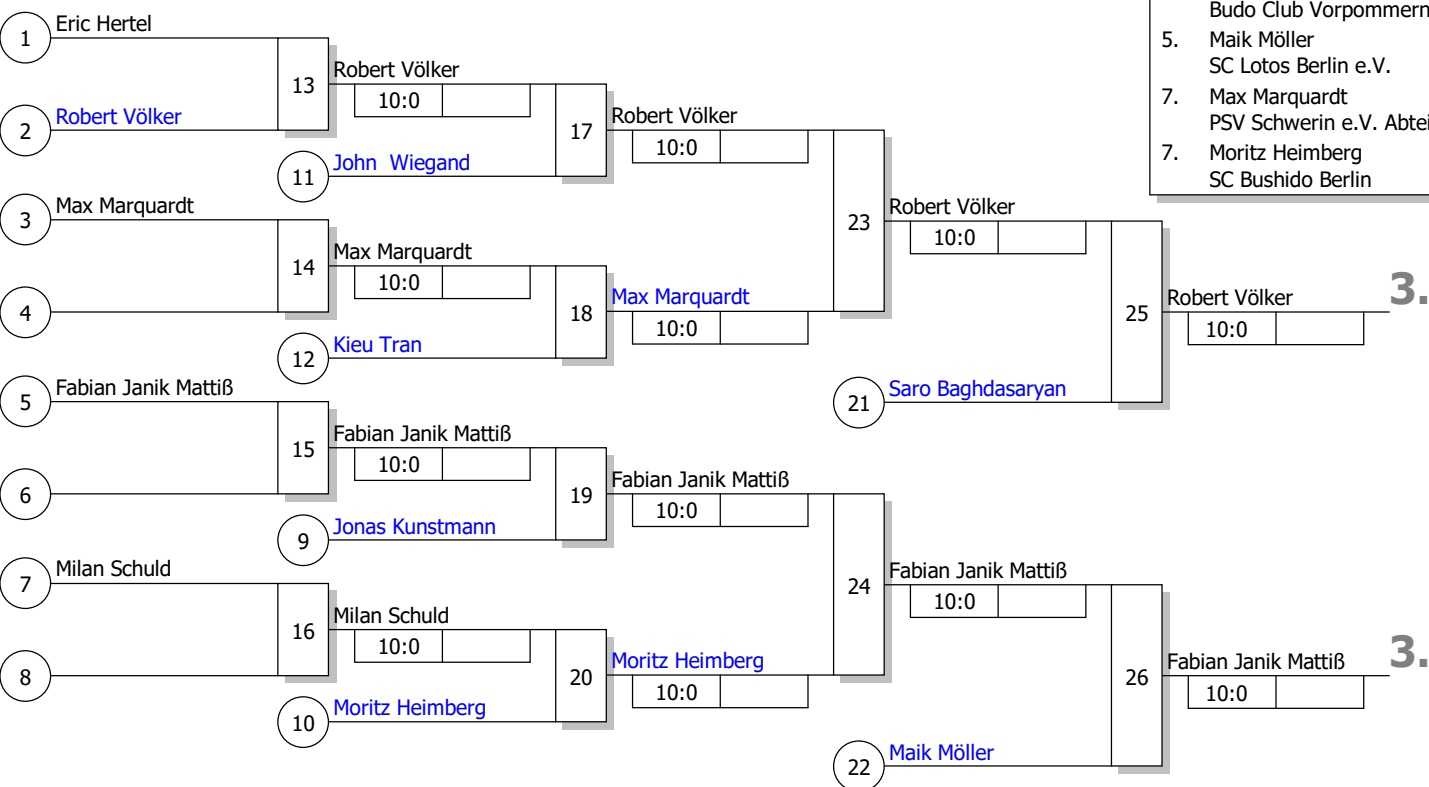 Eric Hertel
1
Robert Völker
2
13
Robert Völker
10:0
John  Wiegand
11
17
Robert Völker
10:0
Max Marquardt
3
4
14
Max Marquardt
10:0
Kieu Tran
12
18
Max Marquardt
10:0
23
Robert Völker
10:0
Saro Baghdasaryan
21
25
Robert Völker
10:0
3.
Fabian Janik Mattiß
5
6
15
Fabian Janik Mattiß
10:0
Jonas Kunstmann
9
19
Fabian Janik Mattiß
10:0
Milan Schuld
7
8
16
Milan Schuld
10:0
Moritz Heimberg
10
20
Moritz Heimberg
10:0
24
Fabian Janik Mattiß
10:0
Maik Möller
22
26
Fabian Janik Mattiß
10:0
3.
Budo Club Vorpommern
5. Maik Möller
SC Lotos Berlin e.V.
7. Max Marquardt
PSV Schwerin e.V. Abtei
7. Moritz Heimberg
SC Bushido Berlin